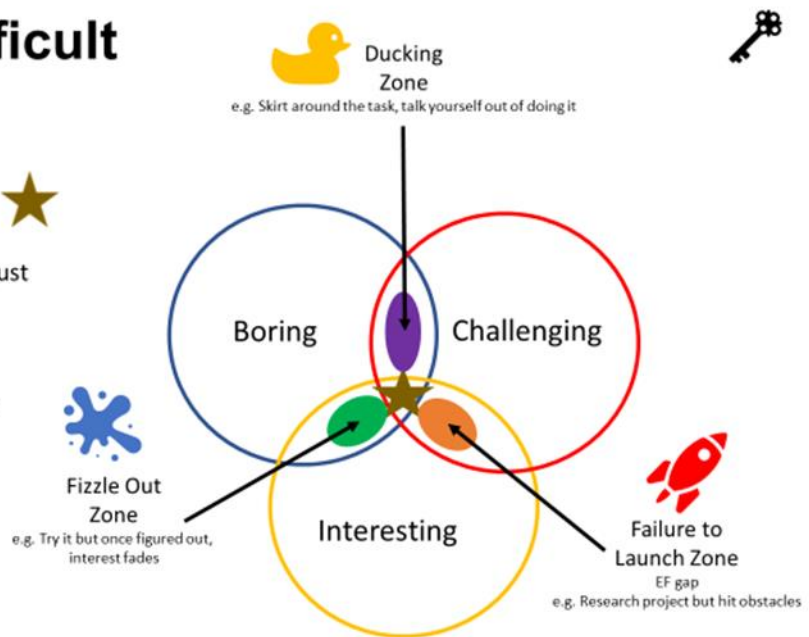 ficult
Ducking
Zone
e.g. Skirt around the task, talk yourself out of doing it
ust
Boring
Challenging
Fizzle Out
Zone
e.g. Try it but once figured out,
interest fades
Interesting
Failure to
Launch Zone
EF gap
e.g. Research project but hit obstacles